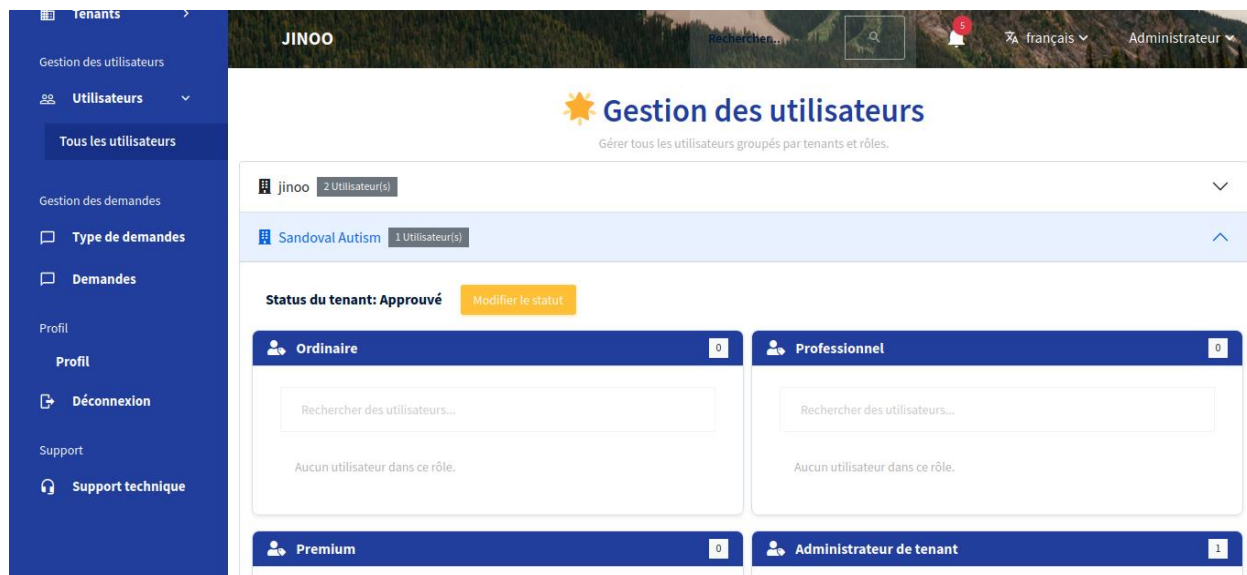 Tenants
Gestion des utilisateurs
Utilisateurs
Tous les utilisateurs
Gestion des demandes
Type de demandes
Demandes
Profil
Profil
Déconnexion
Support
Support technique
JINOO
Rechercher...
5
français
Administrateur
Gestion des utilisateurs
Gérer tous les utilisateurs groupés par tenants et rôles.
jinoo 2 Utilisateur(s)
Sandoval Autism 1 Utilisateur(s)
Status du tenant: Approuvé Modifier le statut
Ordinaire 0
Rechercher des utilisateurs...
Aucun utilisateur dans ce rôle.
Professionnel 0
Rechercher des utilisateurs...
Aucun utilisateur dans ce rôle.
Premium 0
Administrateur de tenant 1